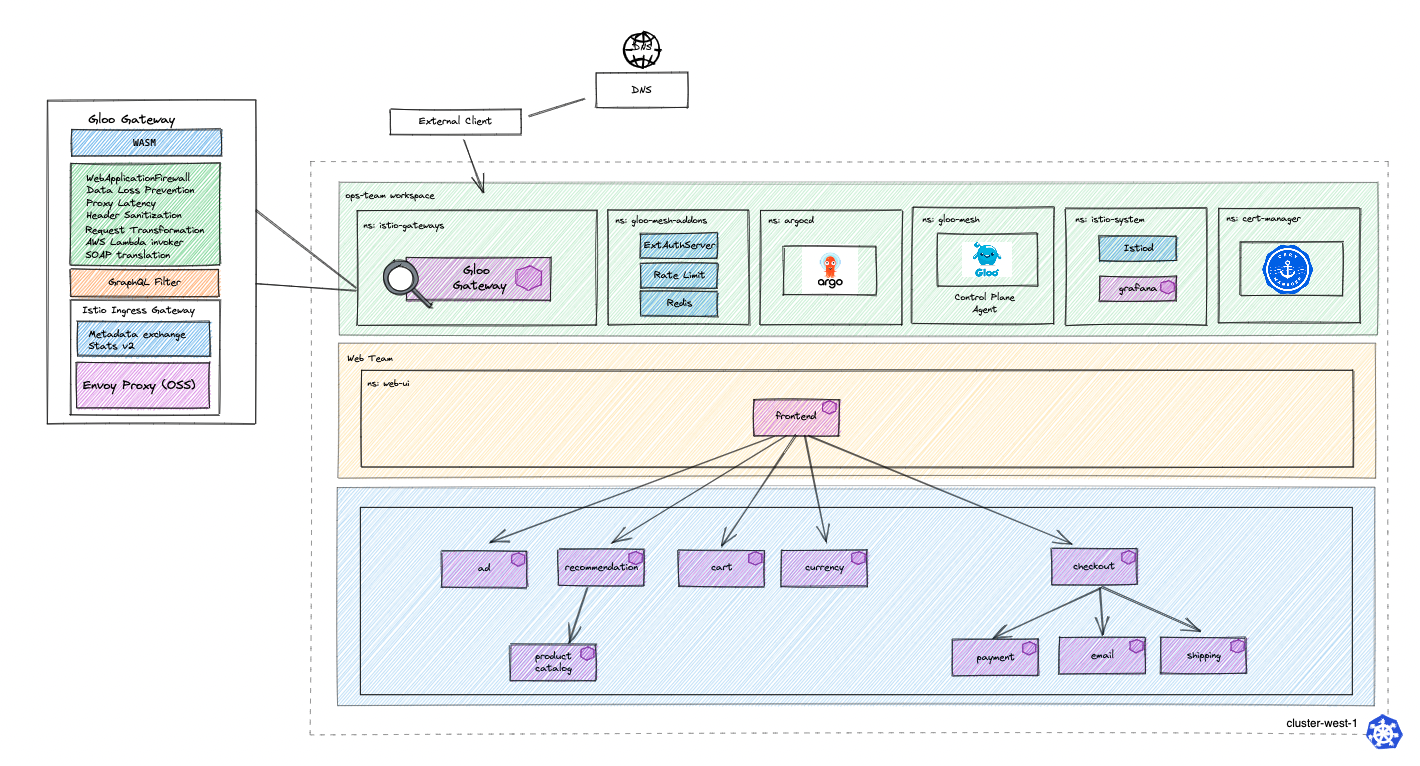 DNS
DNS
External Client
Gloo Gateway
WASM
WebApplicationFirewall
Data Loss Prevention
Proxy Latency
Header Sanitization
Request Transformation
AWS Lambda invoker
SOAP translation
GraphQL Filter
Istio Ingress Gateway
Metadata exchange
Stats v2
Envoy Proxy (OSS)
ops-team workspace
ns: istio-gateways
Gloo
Gateway
ns: gloo-mesh-addons
ExtAuthServer
Rate Limit
Redis
ns: argocd
argo
ns: gloo-mesh
Gloo
Control Plane
Agent
ns: istio-system
Istiod
grafana
ns: cert-manager
Web Team
ns: web-ui
frontend
ad
recommendation
cart
currency
checkout
product
catalog
payment
email
shipping
cluster-west-1